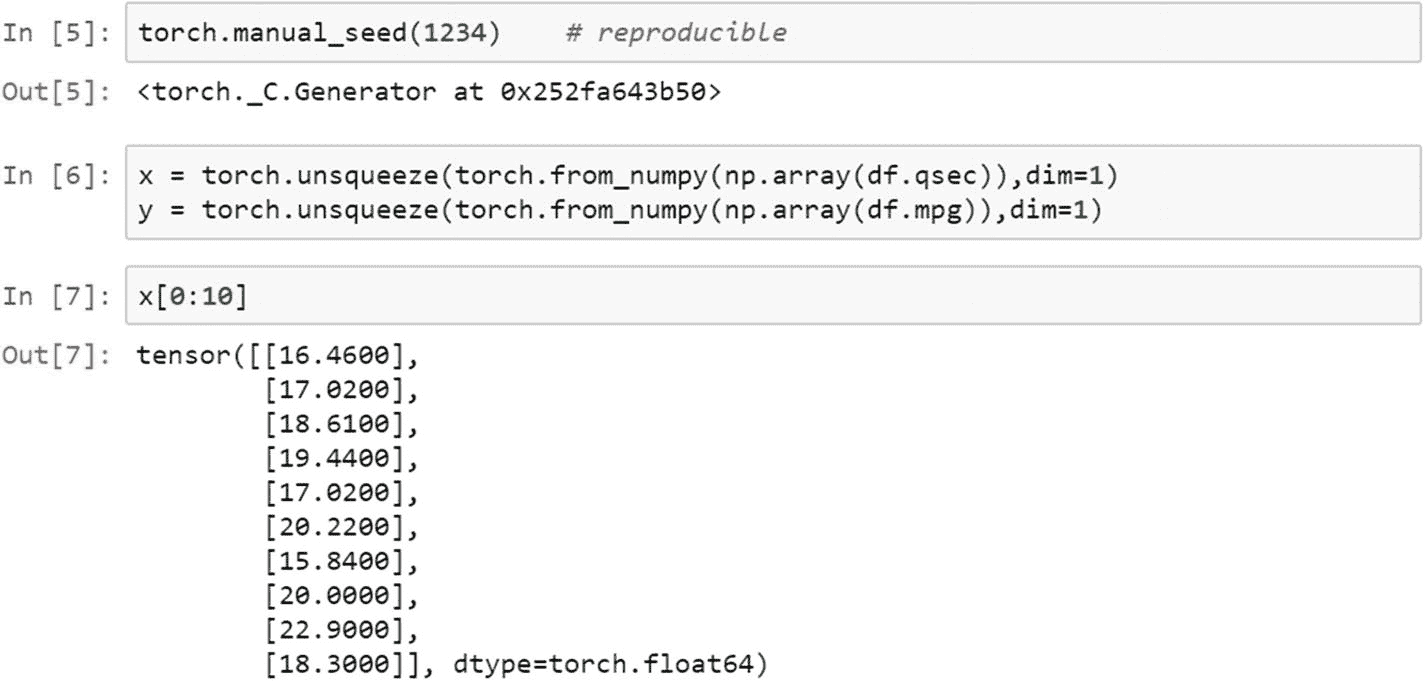 In [5]: torch.manual_seed(1234)    # reproducible
Out[5]: <torch._C.Generator at 0x252fa643b50>
In [6]: x = torch.unsqueeze(torch.from_numpy(np.array(df.qsec)),dim=1)
y = torch.unsqueeze(torch.from_numpy(np.array(df.mpg)),dim=1)
In [7]: x[0:10]
Out[7]: tensor([[16.4600],
[17.0200],
[18.6100],
[19.4400],
[17.0200],
[20.2200],
[15.8400],
[20.0000],
[22.9000],
[18.3000]], dtype=torch.float64)